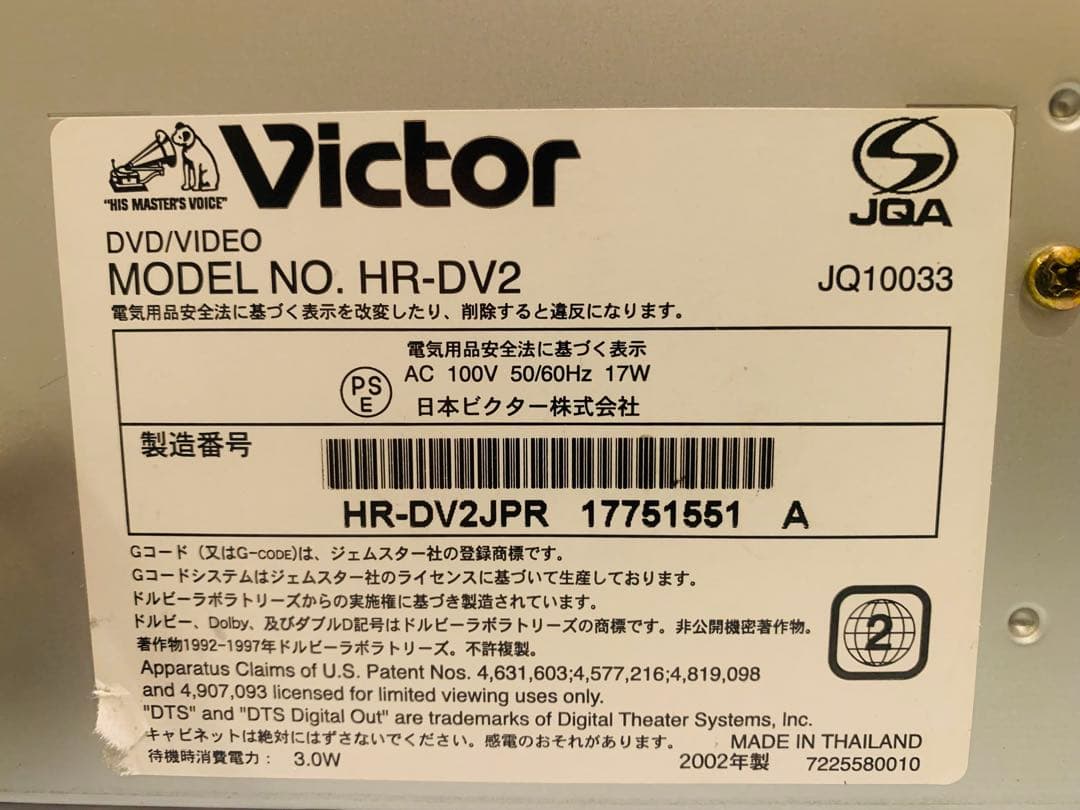 Victor
"HIS MASTER'S VOICE"
JQA
DVD/VIDEO
MODEL NO. HR-DV2
JQ10033
電気用品安全法に基づく表示を改変したり、削除すると違反になります。
電気用品安全法に基づく表示
PS
E
AC 100V 50/60Hz 17W
日本ビクター株式会社
製造番号
HR-DV2JPR 17751551 A
Gコード(又はG-CODE)は、ジェムスター社の登録商標です。
Gコードシステムはジェムスター社のライセンスに基づいて生産しております。
ドルビーラボラトリーズからの実施権に基づき製造されています。
ドルビー、Dolby、及びダブルD記号はドルビーラボラトリーズの商標です。非公開機密著作物。
著作物1992-1997年ドルビーラボラトリーズ。不許複製。
2
Apparatus Claims of U.S. Patent Nos. 4,631,603;4,577,216;4,819,098
and 4,907,093 licensed for limited viewing uses only.
"DTS" and "DTS Digital Out" are trademarks of Digital Theater Systems, Inc.
キャビネットは絶対にはずさないでください。感電のおそれがあります。
MADE IN THAILAND
待機時消費電力: 3.0W
2002年製 7225580010